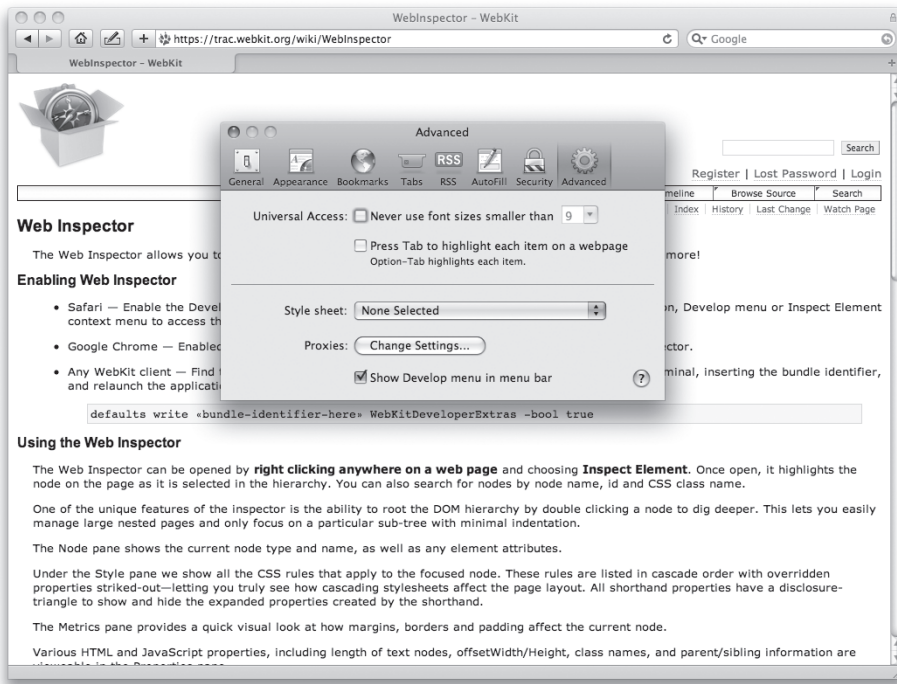 WebInspector – WebKit
https://trac.webkit.org/wiki/WebInspector
Google
WebInspector – WebKit
Search
Register | Lost Password | Login
meline
Browse Source
Search
Index | History | Last Change | Watch Page
Advanced
General Appearance Bookmarks Tabs RSS AutoFill Security Advanced
RSS
Universal Access: Never use font sizes smaller than 9
Press Tab to highlight each item on a webpage
Option-Tab highlights each item.
Style sheet: None Selected
Proxies: Change Settings...
Show Develop menu in menu bar
?
Web Inspector
The Web Inspector allows you to
more!
Enabling Web Inspector
• Safari — Enable the Devel
on, Develop menu or Inspect Element
context menu to access th
• Google Chrome — Enabled
ctor.
• Any WebKit client — Find t
minal, inserting the bundle identifier,
and relaunch the applicati
defaults write «bundle-identifier-here» WebKitDeveloperExtras -bool true
Using the Web Inspector
The Web Inspector can be opened by right clicking anywhere on a web page and choosing Inspect Element. Once open, it highlights the
node on the page as it is selected in the hierarchy. You can also search for nodes by node name, id and CSS class name.
One of the unique features of the inspector is the ability to root the DOM hierarchy by double clicking a node to dig deeper. This lets you easily
manage large nested pages and only focus on a particular sub-tree with minimal indentation.
The Node pane shows the current node type and name, as well as any element attributes.
Under the Style pane we show all the CSS rules that apply to the focused node. These rules are listed in cascade order with overridden
properties striked-out—letting you truly see how cascading stylesheets affect the page layout. All shorthand properties have a disclosure-
triangle to show and hide the expanded properties created by the shorthand.
The Metrics pane provides a quick visual look at how margins, borders and padding affect the current node.
Various HTML and JavaScript properties, including length of text nodes, offsetWidth/Height, class names, and parent/sibling information are
viewable in the Properties pane.